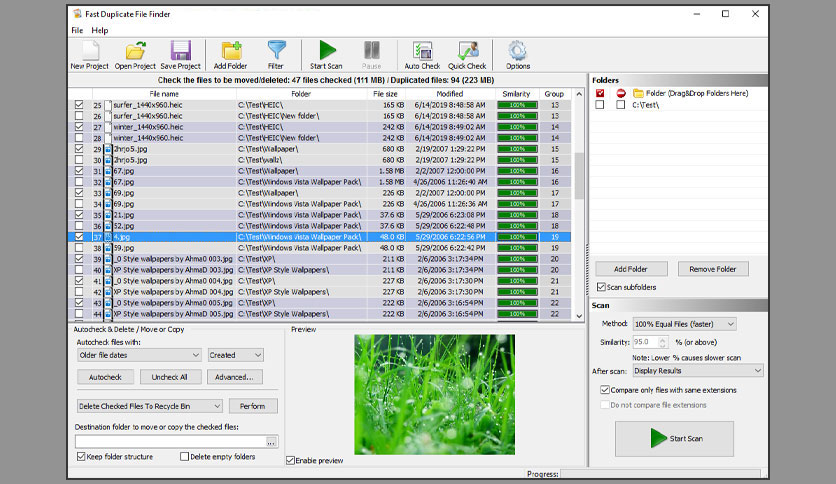 Fast Duplicate File Finder
File Help
New Project Open Project Save Project Add Folder Filter Start Scan Pause Auto Check Quick Check Options
Check the files to be moved/deleted: 47 files checked (111 MB) / Duplicated files: 94 (223 MB)
File name Folder File size Modified Similarity Group
25 surfer_1440x960.heic C:\Test\HEIC\ 165 KB 6/14/2019 8:48:58 AM 100% 13
26 surfer_1440x960.heic C:\Test\HEIC\New folder\ 165 KB 6/14/2019 8:48:58 AM 100% 13
27 winter_1440x960.heic C:\Test\HEIC\ 242 KB 6/14/2019 8:49:02 AM 100% 14
28 winter_1440x960.heic C:\Test\HEIC\New folder\ 242 KB 6/14/2019 8:49:02 AM 100% 14
29 2hrjo5.jpg C:\Test\Wallpaper\ 680 KB 2/19/2007 1:29:22 PM 100% 15
30 2hrjo5.jpg C:\Test\wallz\ 680 KB 2/19/2007 1:29:22 PM 100% 15
31 67.jpg C:\Test\Wallpaper\ 1.58 MB 2/2/2007 12:00:00 PM 100% 16
32 67.jpg C:\Test\Windows Vista Wallpaper Pack\ 1.58 MB 4/26/2006 11:26:40 AM 100% 16
33 69.jpg C:\Test\Wallpaper\ 226 KB 2/2/2007 12:00:00 PM 100% 17
34 69.jpg C:\Test\Windows Vista Wallpaper Pack\ 226 KB 4/26/2006 11:26:36 AM 100% 17
35 21.jpg C:\Test\Windows Vista Wallpaper Pack\ 37.6 KB 5/29/2006 6:23:08 PM 100% 18
36 52.jpg C:\Test\Windows Vista Wallpaper Pack\ 37.6 KB 5/29/2006 6:22:48 PM 100% 18
37 4.jpg C:\Test\Windows Vista Wallpaper Pack\ 48.0 KB 5/29/2006 6:22:56 PM 100% 19
38 59.jpg C:\Test\Windows Vista Wallpaper Pack\ 48.0 KB 5/29/2006 6:22:42 PM 100% 19
39 _0 Style wallpapers by AhmaD 003.jpg C:\Test\XP\ 211 KB 2/6/2006 3:17:34 PM 100% 20
40 XP Style wallpapers by AhmaD 003.jpg C:\Test\XP Style Wallpapers\ 211 KB 2/6/2006 3:17:34 PM 100% 20
41 _0 Style wallpapers by AhmaD 004.jpg C:\Test\XP\ 227 KB 2/6/2006 3:17:10 PM 100% 21
42 XP Style wallpapers by AhmaD 004.jpg C:\Test\XP Style Wallpapers\ 227 KB 2/6/2006 3:17:10 PM 100% 21
43 _0 Style wallpapers by AhmaD 005.jpg C:\Test\XP\ 222 KB 2/6/2006 3:16:54 PM 100% 22
44 XP Style wallpapers by AhmaD 005.jpg C:\Test\XP Style Wallpapers\ 222 KB 2/6/2006 3:16:54 PM 100% 22
Autocheck & Delete / Move or Copy
Autocheck files with:
Older file dates Created
Autocheck Uncheck All Advanced...
Delete Checked Files To Recycle Bin Perform
Destination folder to move or copy the checked files:
...
Keep folder structure Delete empty folders
Preview
Enable preview
Folders
Folder (Drag&Drop Folders Here)
C:\Test\
Add Folder Remove Folder
Scan subfolders
Scan
Method: 100% Equal Files (faster)
Similarity: 95.0 % (or above)
Note: Lower % causes slower scan
After scan: Display Results
Compare only files with same extensions
Do not compare file extensions
Start Scan
Progress: